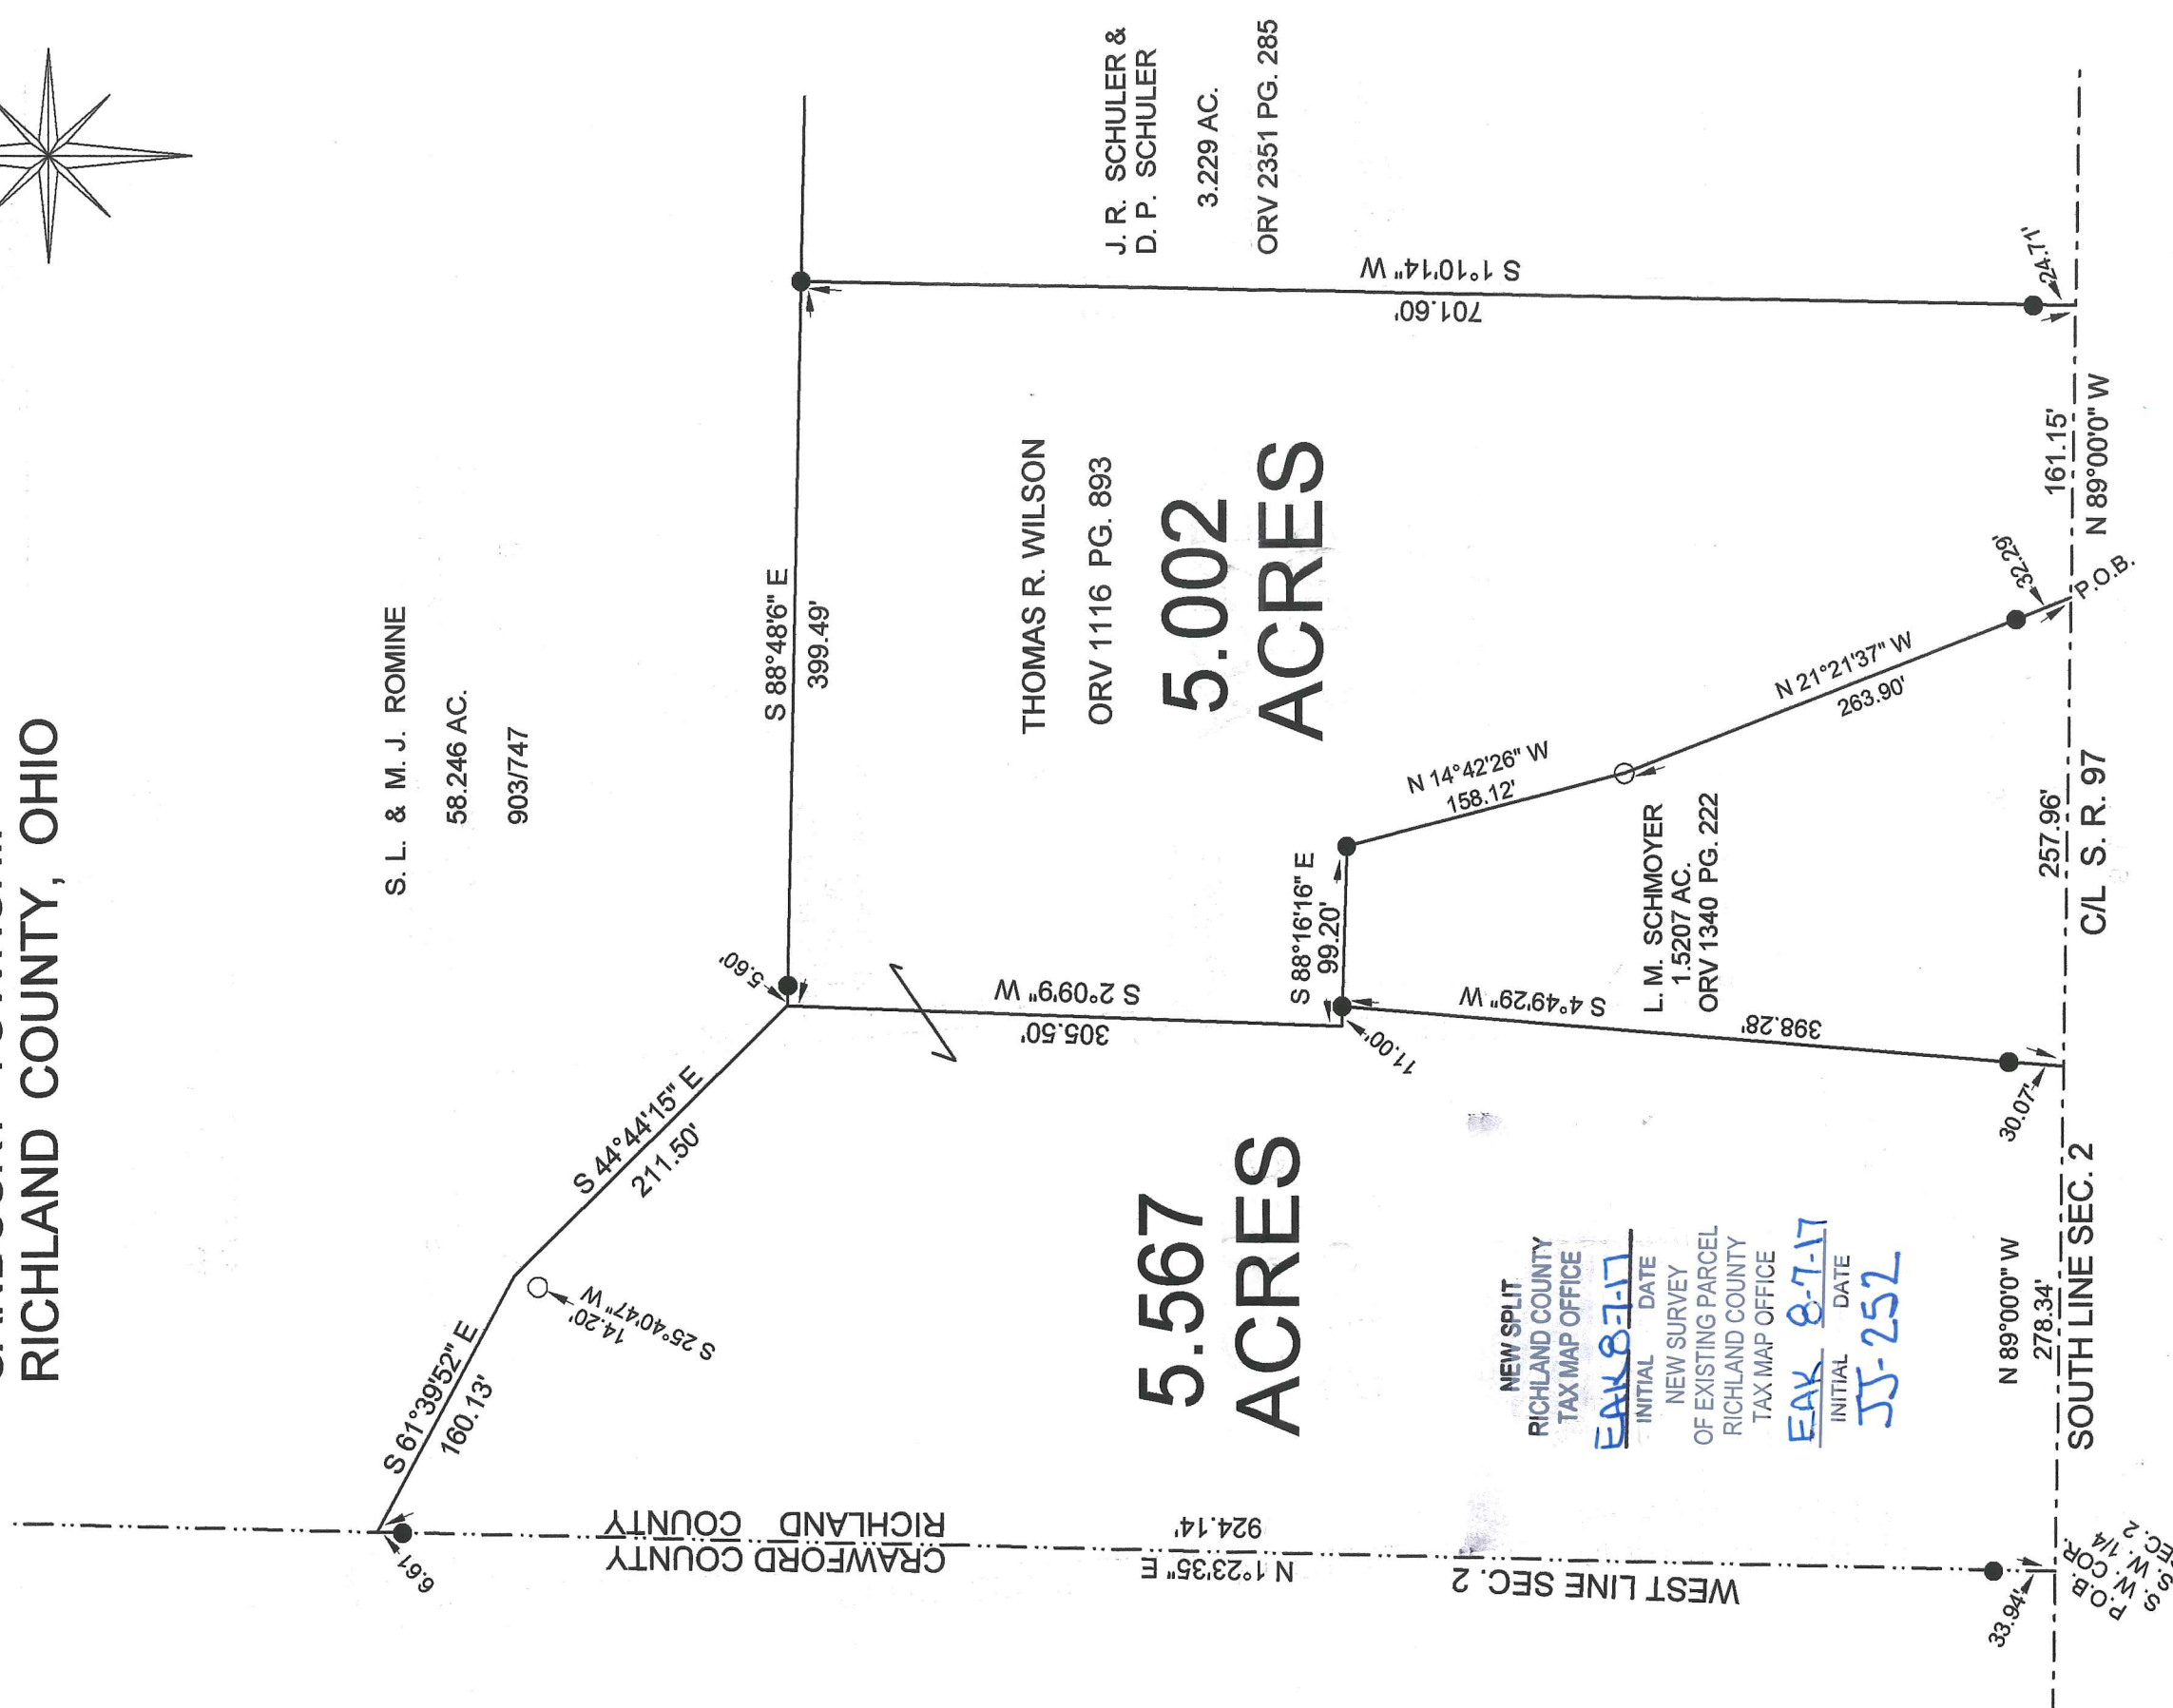 RICHLAND COUNTY, OHIO
S. L. & M. J. ROMINE
58.246 AC.
903/747
S 61°39'52" E
160.13'
6.61'
14.20'
S 25°40'47" W
S 44°44'15" E
211.50'
5.60'
S 88°48'6" E
399.49'
J. R. SCHULER &
D. P. SCHULER
3.229 AC.
ORV 2351 PG. 285
THOMAS R. WILSON
ORV 1116 PG. 893
5.002
ACRES
S 1°10'14" W
701.60'
24.71'
S 2°09'9" W
305.50'
S 88°16'16" E
99.20'
11.00'
N 14°42'26" W
158.12'
N 21°21'37" W
263.90'
32.29'
P.O.B.
L. M. SCHMOYER
1.5207 AC.
ORV 1340 PG. 222
S 4°49'29" W
398.28'
30.07'
5.567
ACRES
CRAWFORD COUNTY
RICHLAND COUNTY
N 1°23'35" E
924.14'
WEST LINE SEC. 2
NEW SPLIT
RICHLAND COUNTY
TAX MAP OFFICE
EAK 8-7-17
INITIAL DATE
NEW SURVEY
OF EXISTING PARCEL
RICHLAND COUNTY
TAX MAP OFFICE
EAK 8-7-17
INITIAL DATE
JJ-252
33.94'
P.O.B.
S. W. COR.
S. W. 1/4
SEC. 2
N 89°00'0" W
278.34'
SOUTH LINE SEC. 2
257.96'
C/L S. R. 97
161.15'
N 89°00'0" W